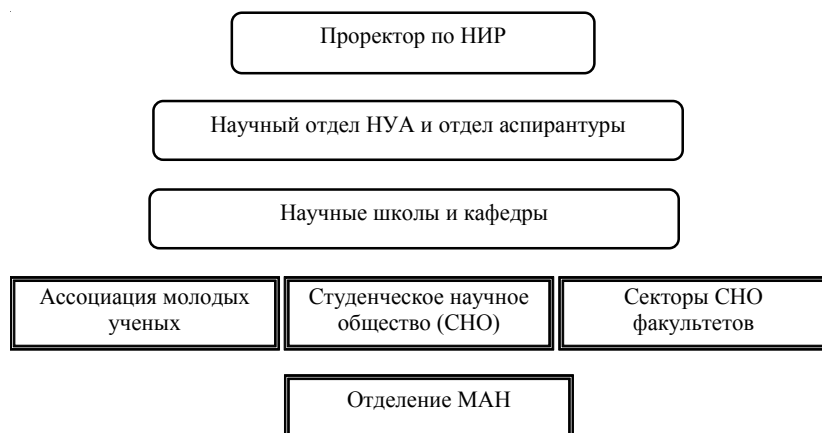 Проректор по НИР
Научный отдел НУА и отдел аспирантуры
Научные школы и кафедры
Ассоциация молодых
ученых
Студенческое научное
общество (СНО)
Секторы СНО
факультетов
Отделение МАН